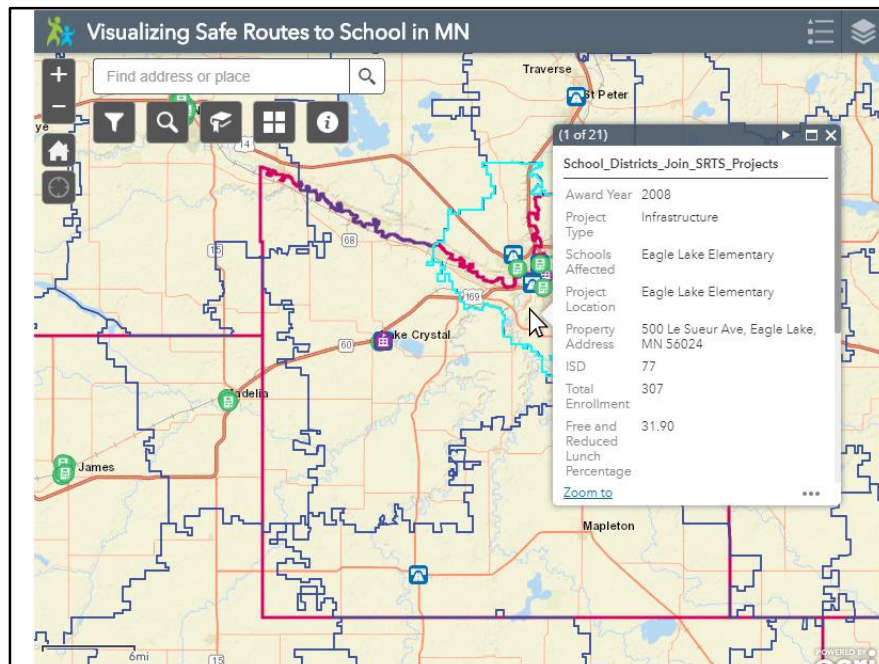 Visualizing Safe Routes to School in MN
+
Find address or place
−
Traverse
St Peter
14
(1 of 21)
School_Districts_Join_SRTS_Projects
Award Year 2008
Project Type Infrastructure
Schools Affected Eagle Lake Elementary
Project Location Eagle Lake Elementary
Property Address 500 Le Sueur Ave, Eagle Lake, MN 56024
ISD 77
Total Enrollment 307
Free and Reduced Lunch Percentage 31.90
Zoom to
15
68
169
60
James
Mapleton
6mi
15
POWERED BY
esri